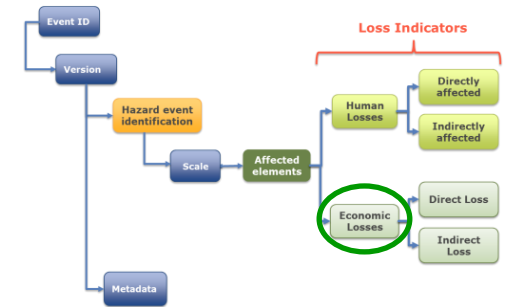 Event ID
Loss Indicators
Version
Directly
affected
Human
Losses
Hazard event
identification
Indirectly
affected
Scale
Affected
elements
Economic
Losses
Direct Loss
Indirect
Loss
Metadata